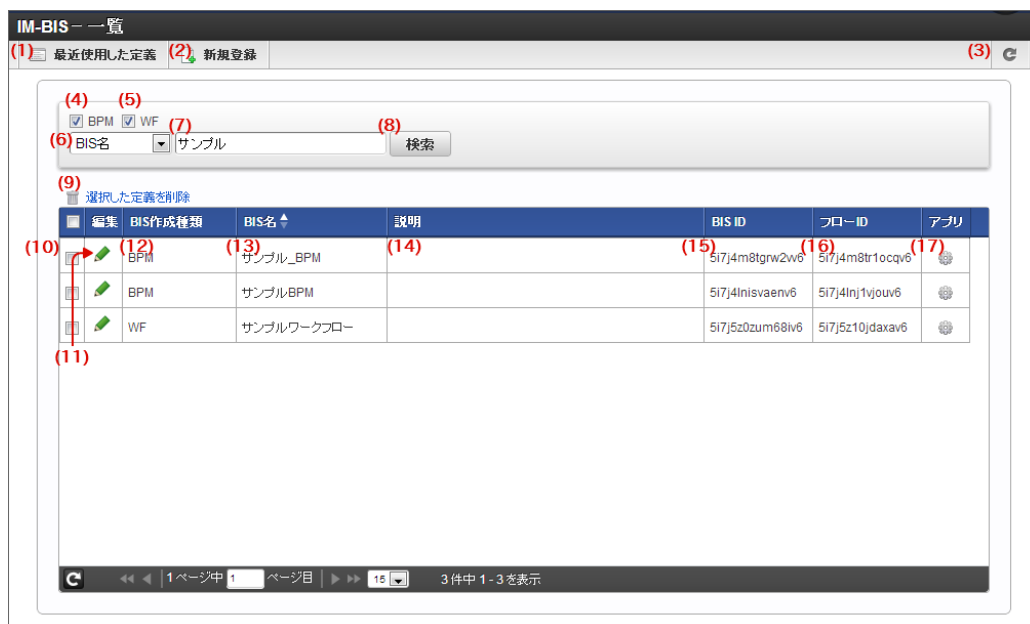 IM-BIS－一覧
(1) 最近使用した定義 (2) 新規登録 (3)
(4) (5)
BPM WF (7) (8)
(6) BIS名 サンプル 検索
(9)
選択した定義を削除
編集 BIS作成種類 BIS名 説明 BIS ID フローID アプリ
(10) (12) (13) (14) (15) (16) (17)
BPM サンプル_BPM 5i7j4m8tgrw2vv6 5i7j4m8tr1ocqv6
BPM サンプルBPM 5i7j4lnisvaenv6 5i7j4lnj1vjouv6
WF サンプルワークフロー 5i7j5z0zum68iv6 5i7j5z10jdaxav6
(11)
1ページ中 1 ページ目 15 3件中 1 - 3 を表示